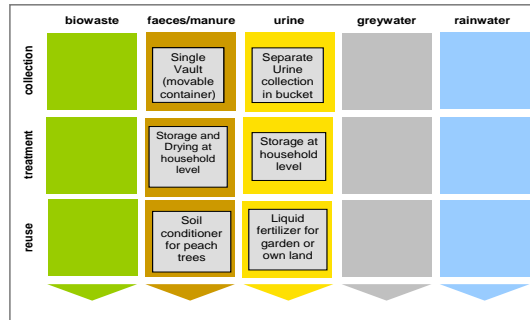 biowaste faeces/manure urine greywater rainwater
collection
Single
Vault
(movable
container)
Separate
Urine
collection
in bucket
treatment
Storage and
Drying at
household
level
Storage at
household
level
reuse
Soil
conditioner
for peach
trees
Liquid
fertilizer for
garden or
own land